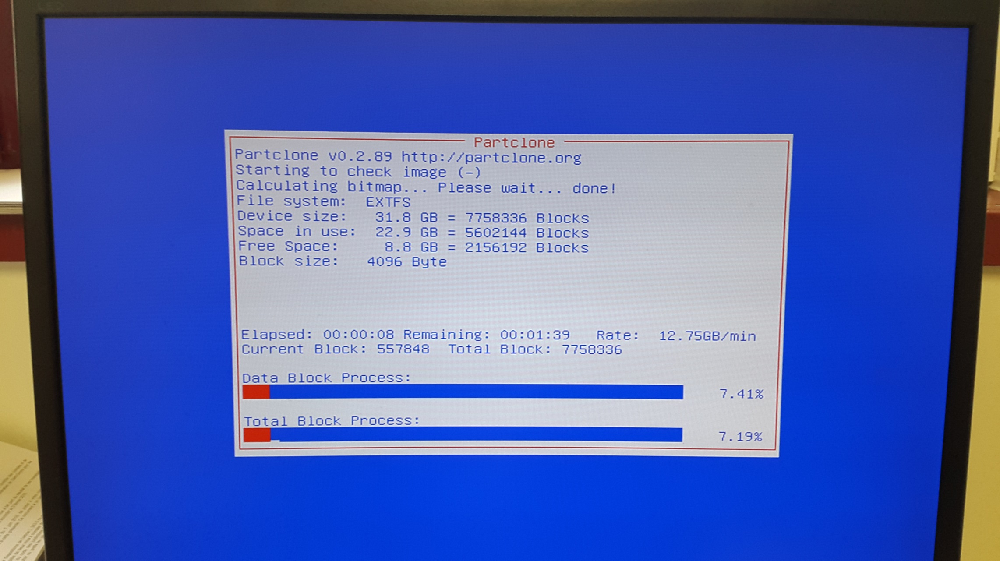 Partclone
Partclone v0.2.89 http://partclone.org
Starting to check image (-)
Calculating bitmap... Please wait... done!
File system: EXTFS
Device size: 31.8 GB = 7758336 Blocks
Space in use: 22.9 GB = 5602144 Blocks
Free Space: 8.8 GB = 2156192 Blocks
Block size: 4096 Byte
Elapsed: 00:00:08 Remaining: 00:01:39 Rate: 12.75GB/min
Current Block: 557848 Total Block: 7758336
Data Block Process:
7.41%
Total Block Process:
7.19%